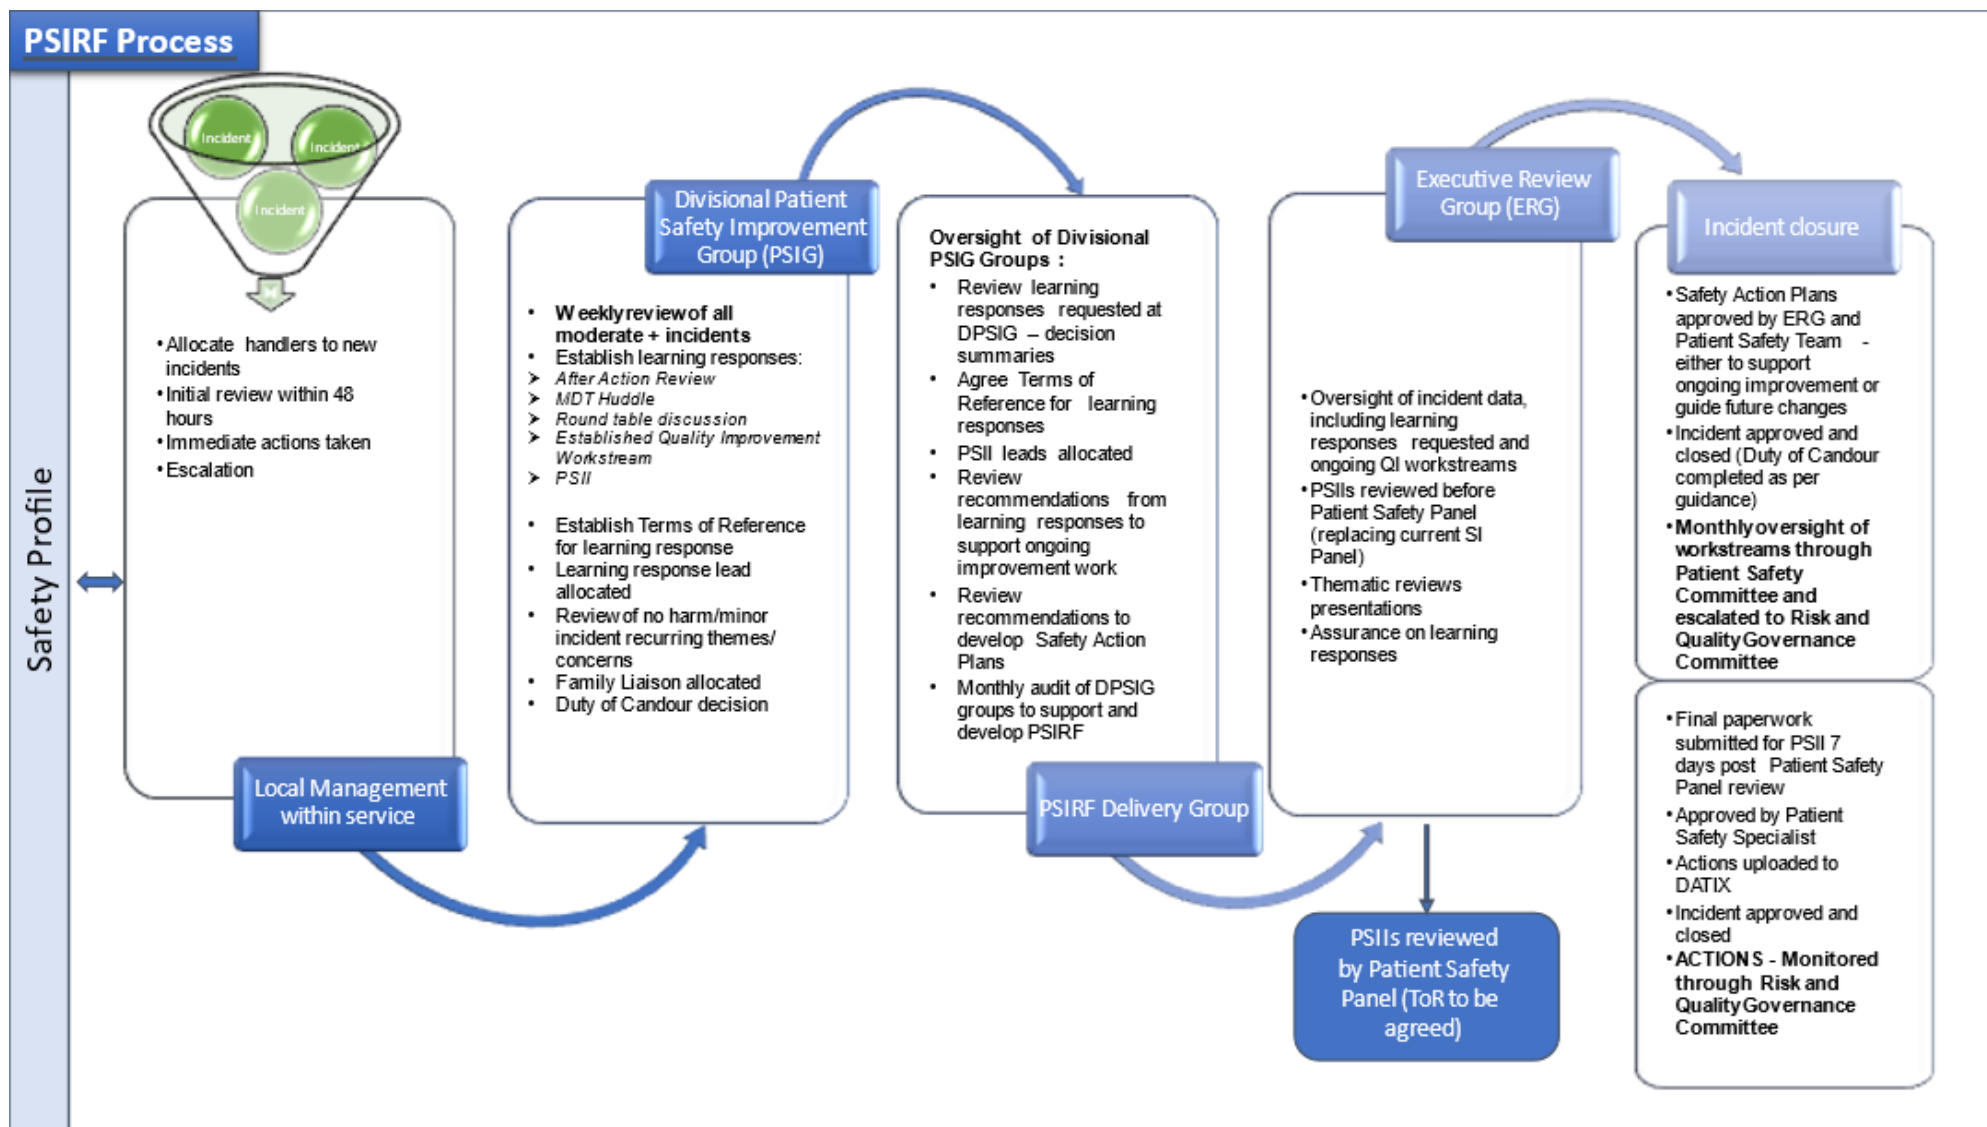 PSIRF Process
Safety Profile
Incident
Incident
Incident
•Allocate handlers to new
incidents
•Initial review within 48
hours
•Immediate actions taken
•Escalation
Local Management
within service
Divisional Patient
Safety Improvement
Group (PSIG)
• Weekly review of all
moderate + incidents
• Establish learning responses:
➢ After Action Review
➢ MDT Huddle
➢ Round table discussion
➢ Established Quality Improvement
Workstream
➢ PSII
• Establish Terms of Reference
for learning response
• Learning response lead
allocated
• Review of no harm/minor
incident recurring themes/
concerns
• Family Liaison allocated
• Duty of Candour decision
Oversight of Divisional
PSIG Groups :
• Review learning
responses requested at
DPSIG – decision
summaries
• Agree Terms of
Reference for learning
responses
• PSII leads allocated
• Review
recommendations from
learning responses to
support ongoing
improvement work
• Review
recommendations to
develop Safety Action
Plans
• Monthly audit of DPSIG
groups to support and
develop PSIRF
PSIRF Delivery Group
Executive Review
Group (ERG)
•Oversight of incident data,
including learning
responses requested and
ongoing QI workstreams
•PSIIs reviewed before
Patient Safety Panel
(replacing current SI
Panel)
•Thematic reviews
presentations
•Assurance on learning
responses
PSIIs reviewed
by Patient Safety
Panel (ToR to be
agreed)
Incident closure
•Safety Action Plans
approved by ERG and
Patient Safety Team -
either to support
ongoing improvement or
guide future changes
•Incident approved and
closed (Duty of Candour
completed as per
guidance)
•Monthly oversight of
workstreams through
Patient Safety
Committee and
escalated to Risk and
Quality Governance
Committee
•Final paperwork
submitted for PSII 7
days post Patient Safety
Panel review
•Approved by Patient
Safety Specialist
•Actions uploaded to
DATIX
•Incident approved and
closed
•ACTIONS - Monitored
through Risk and
Quality Governance
Committee